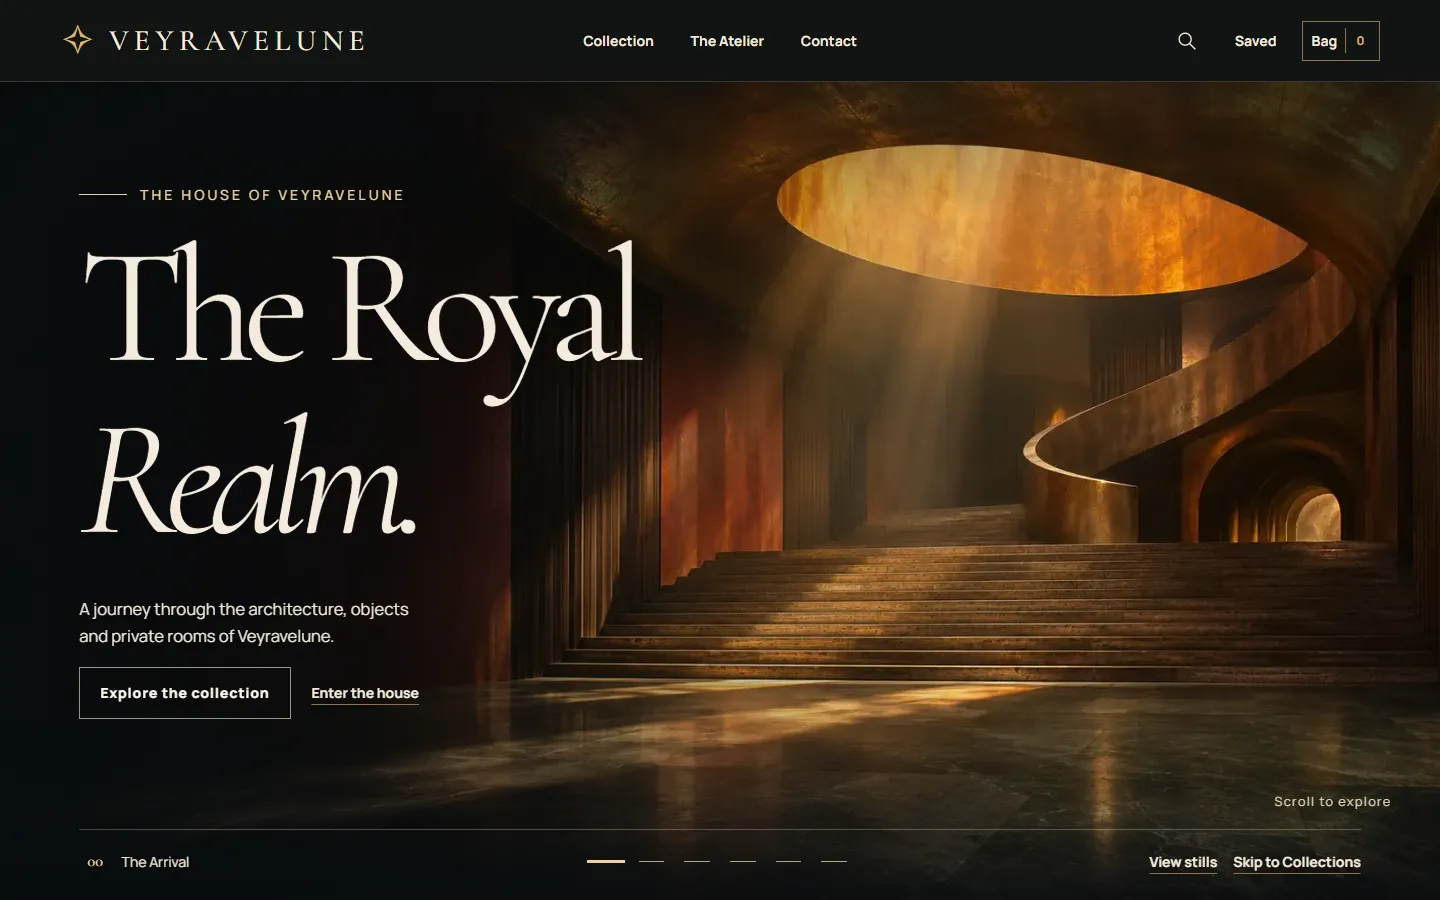 VEYRAVELUNE
Collection
The Atelier
Contact
Saved
Bag
0
THE HOUSE OF VEYRAVELUNE
The Royal
Realm.
A journey through the architecture, objects
and private rooms of Veyravelune.
Explore the collection
Enter the house
Scroll to explore
00
The Arrival
View stills
Skip to Collections